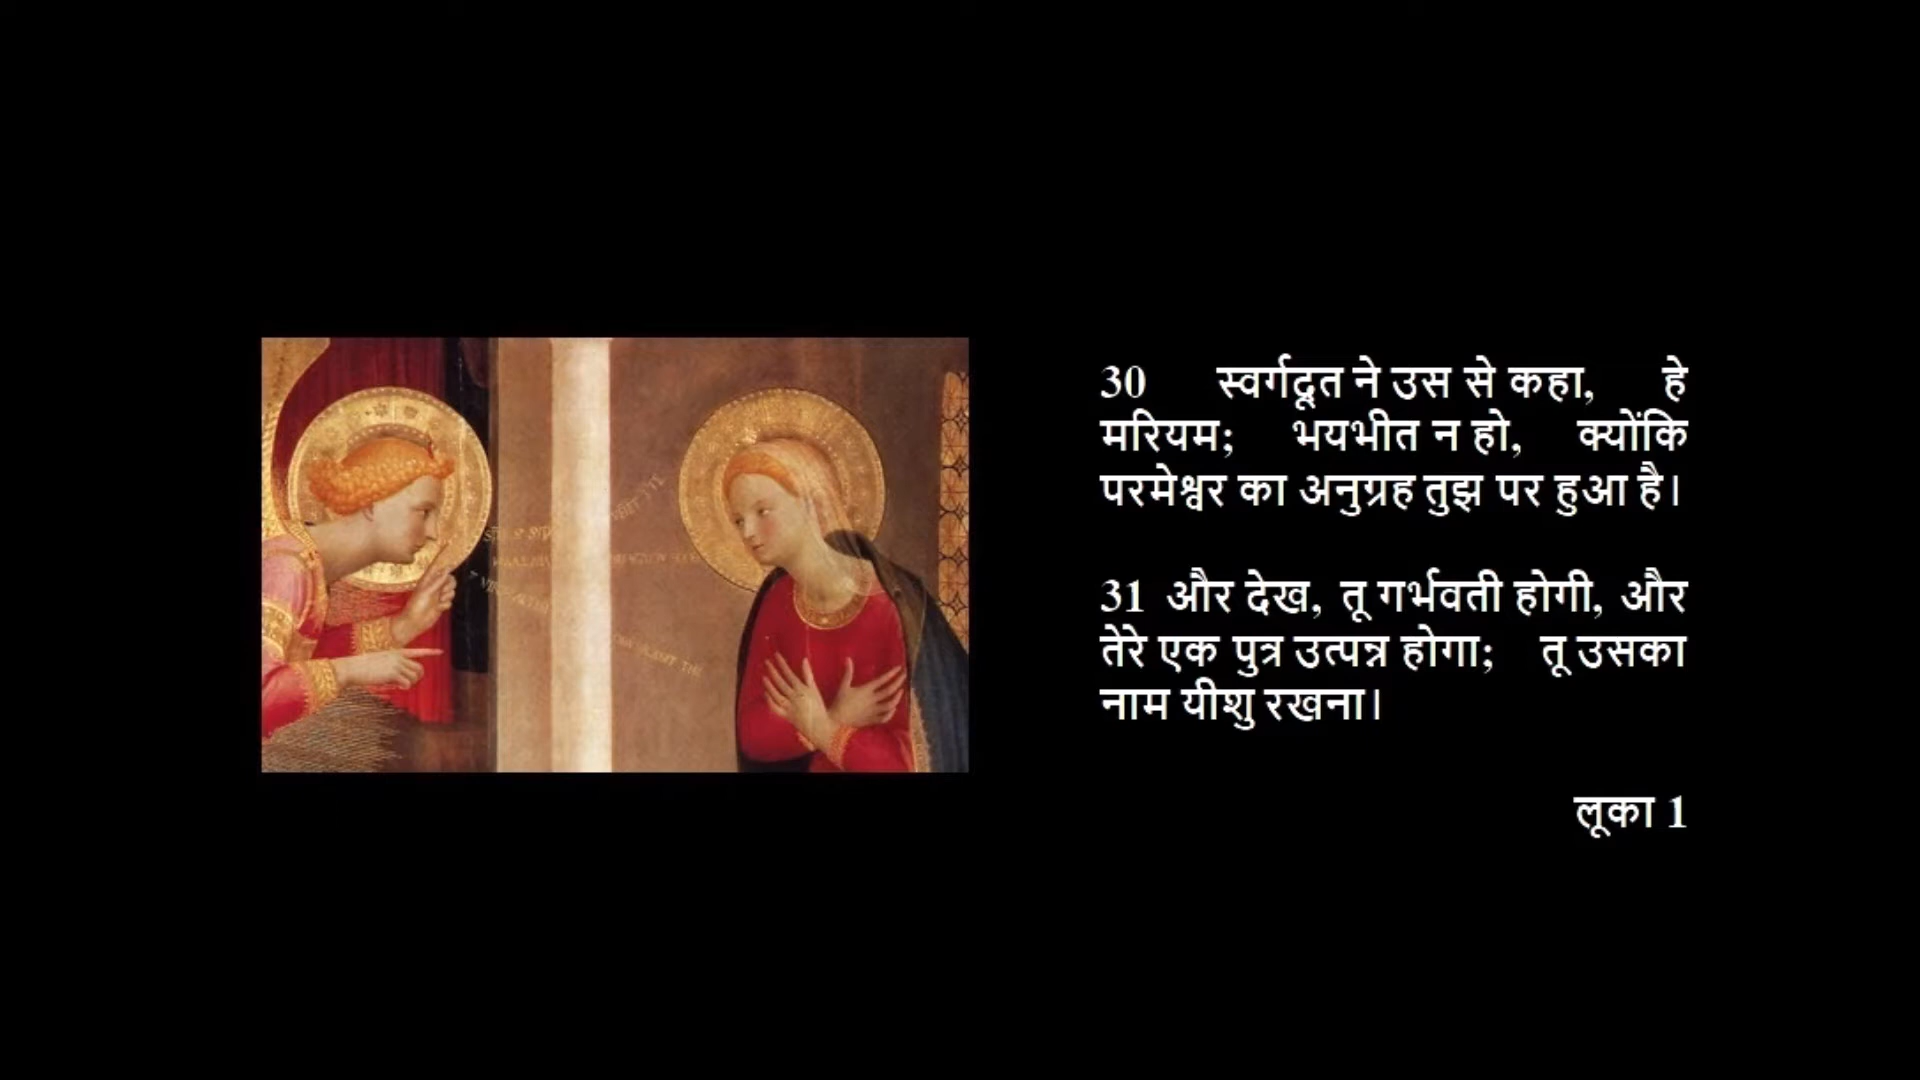 30 स्वर्गदूत ने उस से कहा, हे
मरियम; भयभीत न हो, क्योंकि
परमेश्वर का अनुग्रह तुझ पर हुआ है।
31 और देख, तू गर्भवती होगी, और
तेरे एक पुत्र उत्पन्न होगा; तू उसका
नाम यीशु रखना।
लूका 1